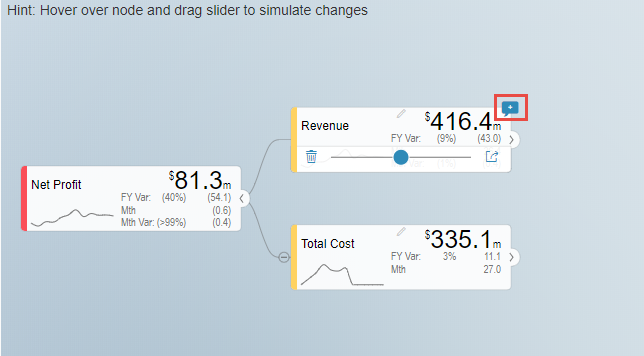 Hint: Hover over node and drag slider to simulate changes
Revenue
$416.4m
FY Var. (9%) (43.0)
(1%)
Net Profit
$81.3m
FY Var. (40%) (54.1)
Mth (0.6)
Mth Var. (>99%) (0.4)
Total Cost
$335.1m
FY Var. 3% 11.1
Mth 27.0